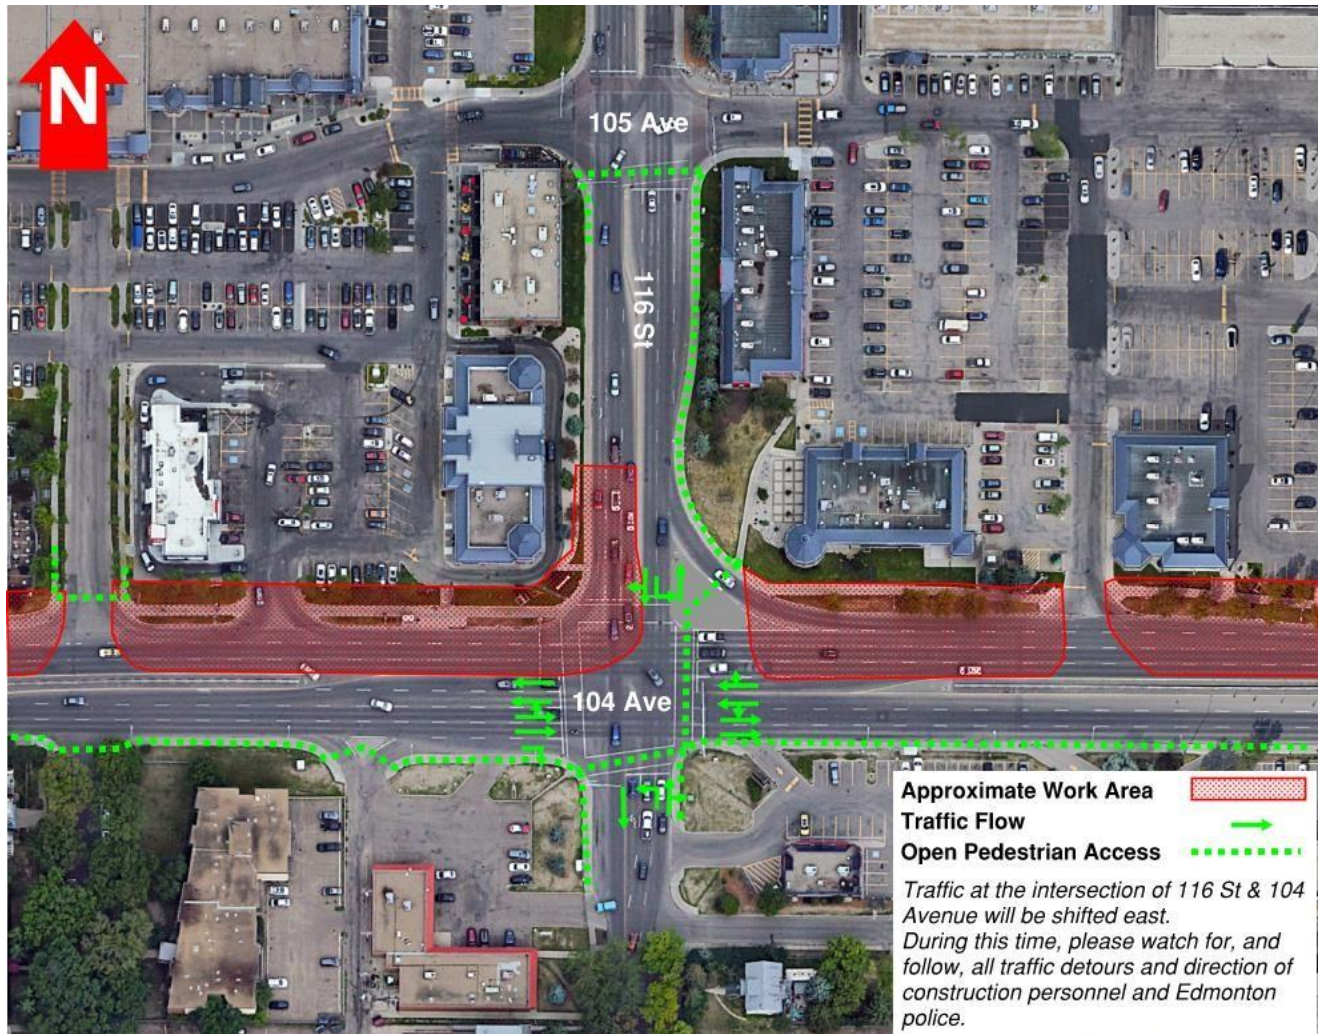 N
105 Ave
116 St
104 Ave
Approximate Work Area
Traffic Flow
Open Pedestrian Access
Traffic at the intersection of 116 St & 104
Avenue will be shifted east.
During this time, please watch for, and
follow, all traffic detours and direction of
construction personnel and Edmonton
police.